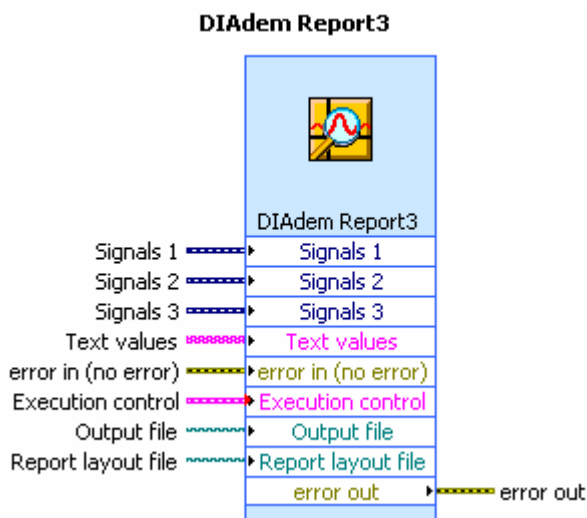 DIAdem Report3
DIAdem Report3
Signals 1 Signals 1
Signals 2 Signals 2
Signals 3 Signals 3
Text values Text values
error in (no error) error in (no error)
Execution control Execution control
Output file Output file
Report layout file Report layout file
error out error out